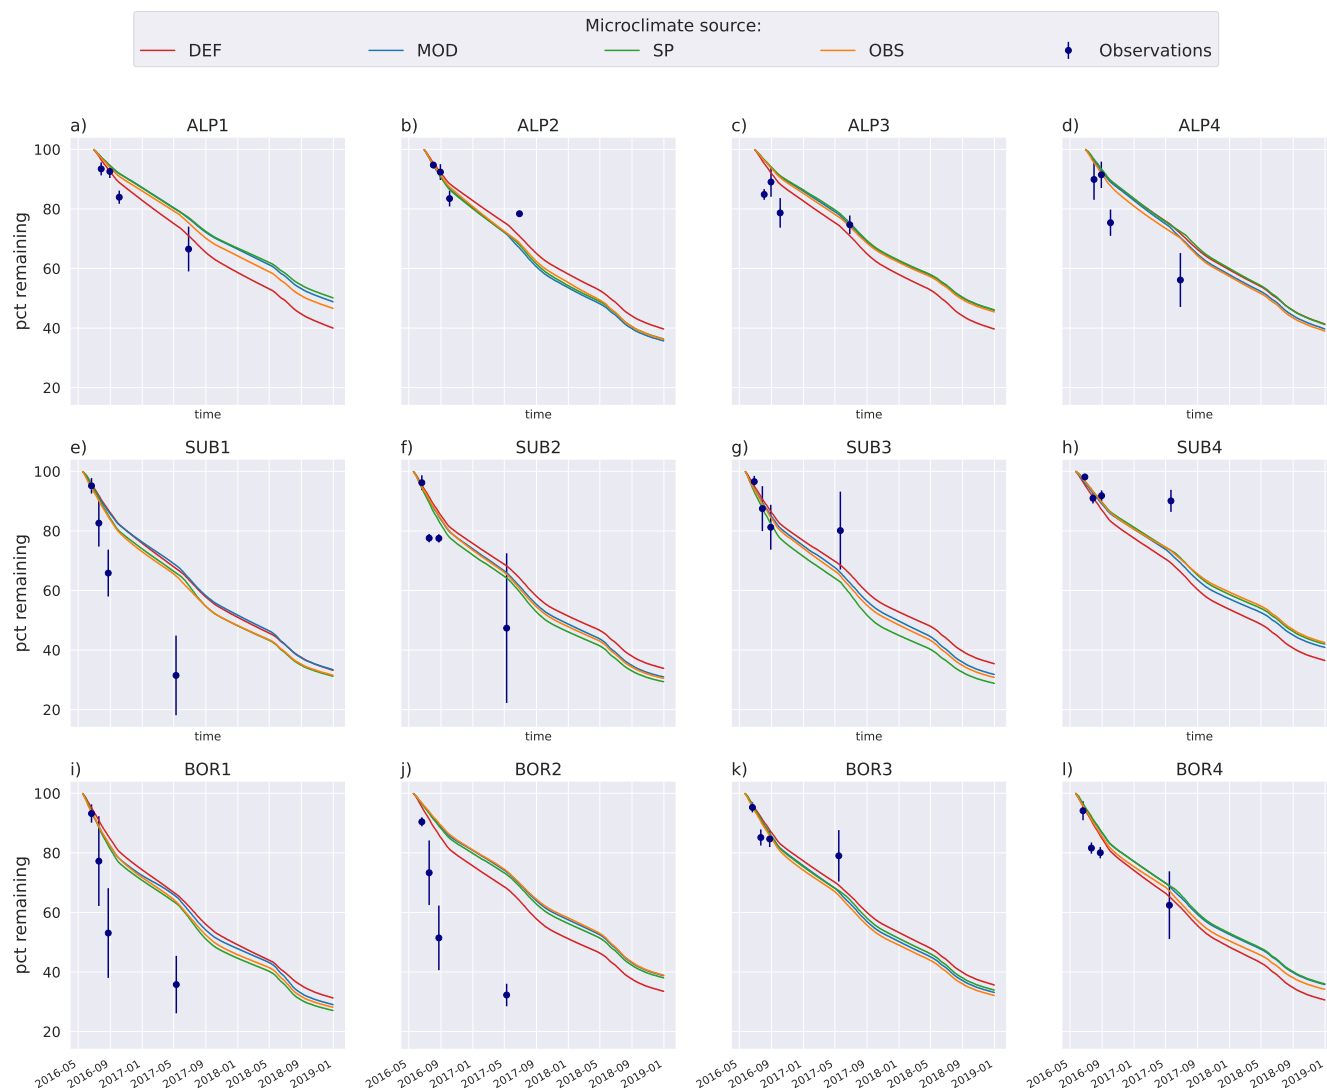 Microclimate source:
DEF MOD SP OBS Observations
a) ALP1 b) ALP2 c) ALP3 d) ALP4
pct remaining
100
80
60
40
20
time time time time
e) SUB1 f) SUB2 g) SUB3 h) SUB4
pct remaining
100
80
60
40
20
time time time time
i) BOR1 j) BOR2 k) BOR3 l) BOR4
pct remaining
100
80
60
40
20
2016-05 2016-09 2017-01 2017-05 2017-09 2018-01 2018-05 2018-09 2019-01
2016-05 2016-09 2017-01 2017-05 2017-09 2018-01 2018-05 2018-09 2019-01
2016-05 2016-09 2017-01 2017-05 2017-09 2018-01 2018-05 2018-09 2019-01
2016-05 2016-09 2017-01 2017-05 2017-09 2018-01 2018-05 2018-09 2019-01